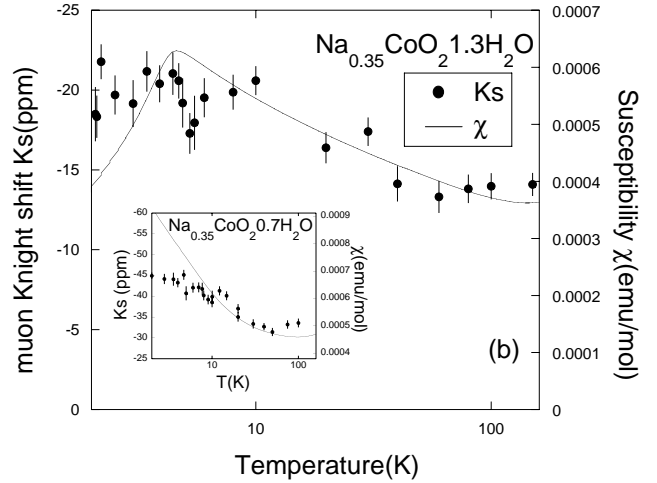 Na0.35CoO2 1.3H2O
Ks
χ
muon Knight shift Ks(ppm)
-25
-20
-15
-10
-5
0
Susceptibility χ(emu/mol)
0.0007
0.0006
0.0005
0.0004
0.0003
0.0002
0.0001
0
Na0.35CoO2 0.7H2O
Ks (ppm)
-60
-55
-50
-45
-40
-35
-30
-25
χ(emu/mol)
0.0009
0.0008
0.0007
0.0006
0.0005
0.0004
10
100
T(K)
(b)
10
100
Temperature(K)